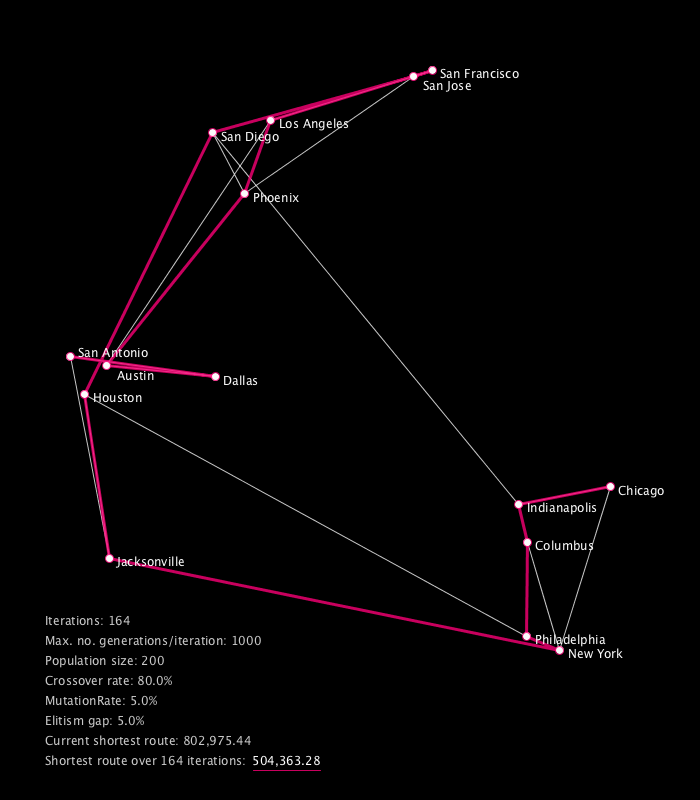 San Francisco
San Jose
Los Angeles
San Diego
Phoenix
San Antonio
Austin
Dallas
Houston
Chicago
Indianapolis
Columbus
Jacksonville
Philadelphia
New York
Iterations: 164
Max. no. generations/iteration: 1000
Population size: 200
Crossover rate: 80.0%
MutationRate: 5.0%
Elitism gap: 5.0%
Current shortest route: 802,975.44
Shortest route over 164 iterations: 504,363.28